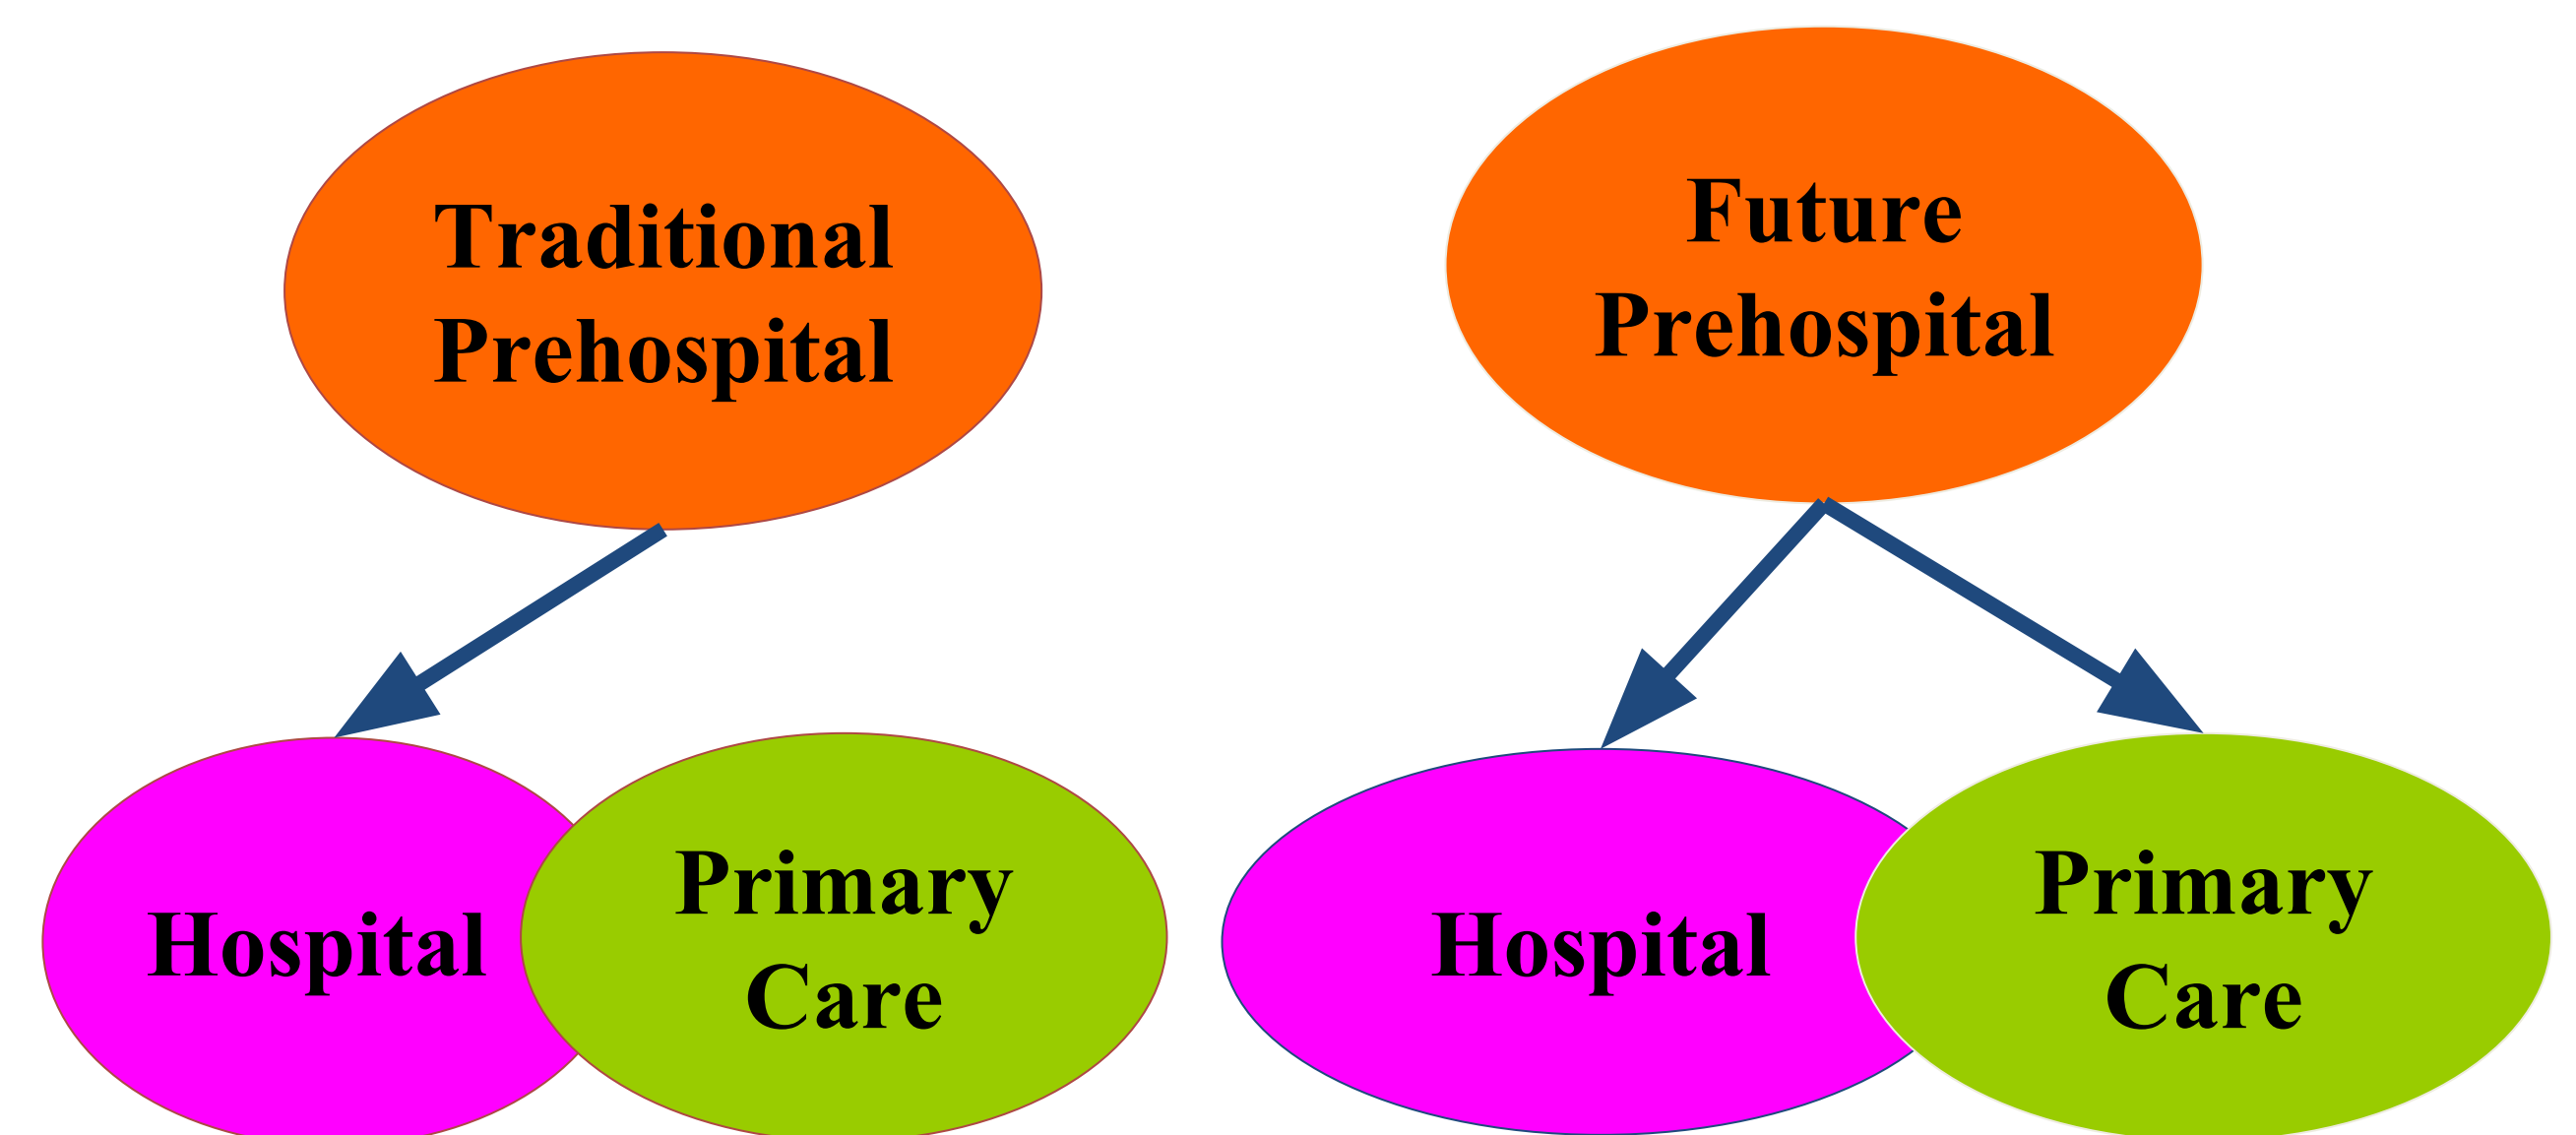 Traditional
Prehospital
Future
Prehospital
Hospital
Primary
Care
Hospital
Primary
Care